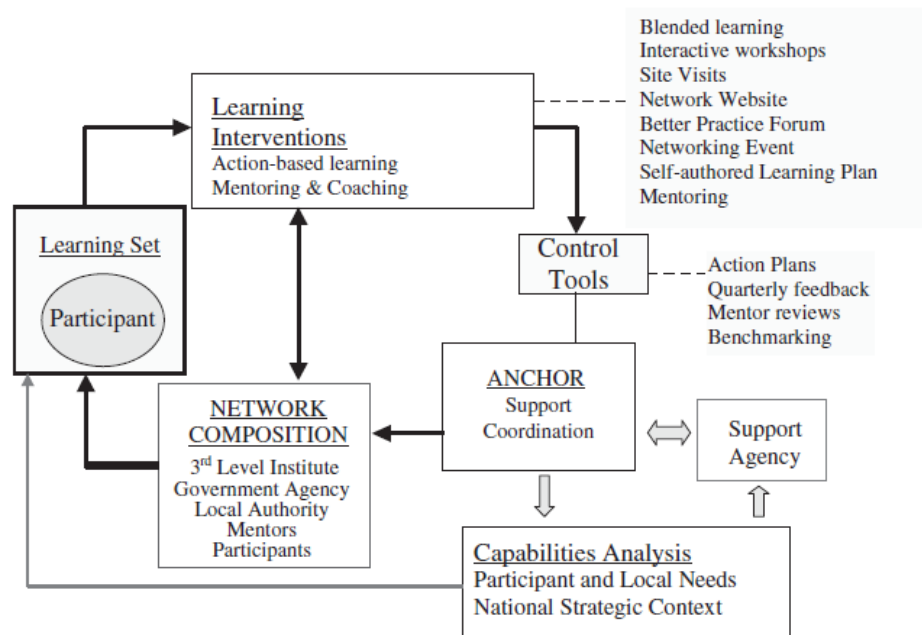 Blended learning
Interactive workshops
Site Visits
Network Website
Better Practice Forum
Networking Event
Self-authored Learning Plan
Mentoring
Learning
Interventions
Action-based learning
Mentoring & Coaching
Learning Set
Participant
Control
Tools
Action Plans
Quarterly feedback
Mentor reviews
Benchmarking
ANCHOR
Support
Coordination
NETWORK
COMPOSITION
3rd Level Institute
Government Agency
Local Authority
Mentors
Participants
Support
Agency
Capabilities Analysis
Participant and Local Needs
National Strategic Context